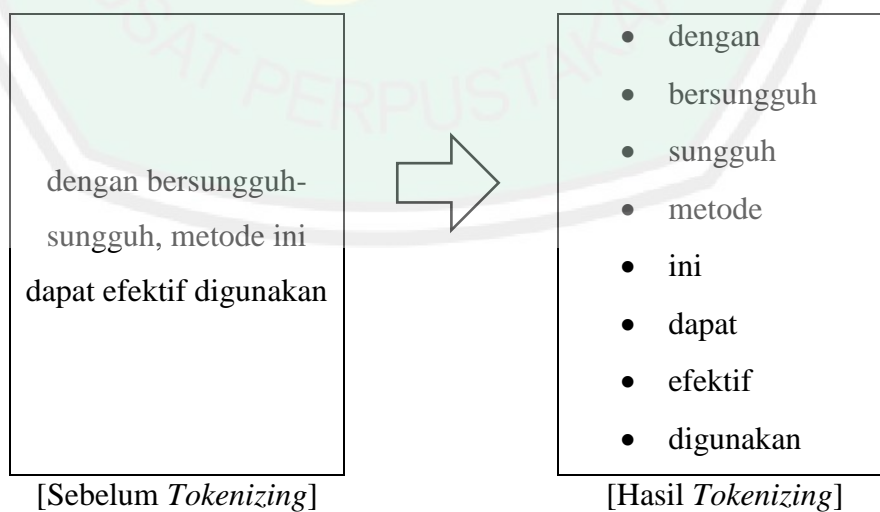 dengan bersungguh-
sungguh, metode ini
dapat efektif digunakan
[Sebelum Tokenizing]
• dengan
• bersungguh
• sungguh
• metode
• ini
• dapat
• efektif
• digunakan
[Hasil Tokenizing]